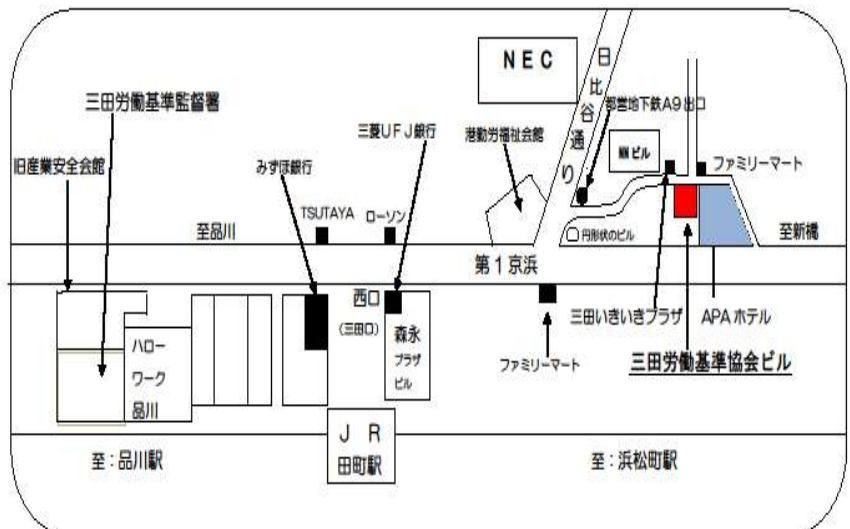 NEC
日比谷通り
三田労働基準監督署
都営地下鉄A9出口
三菱UFJ銀行
港勤労福祉会館
NNビル
ファミリーマート
旧産業安全会館
みずほ銀行
TSUTAYA
ローソン
至品川
円形状のビル
至新橋
第1京浜
西口
(三田口)
森永
プラザ
ビル
三田いきいきプラザ
APAホテル
ハロー
ワーク
品川
ファミリーマート
三田労働基準協会ビル
JR
田町駅
至:品川駅
至:浜松町駅